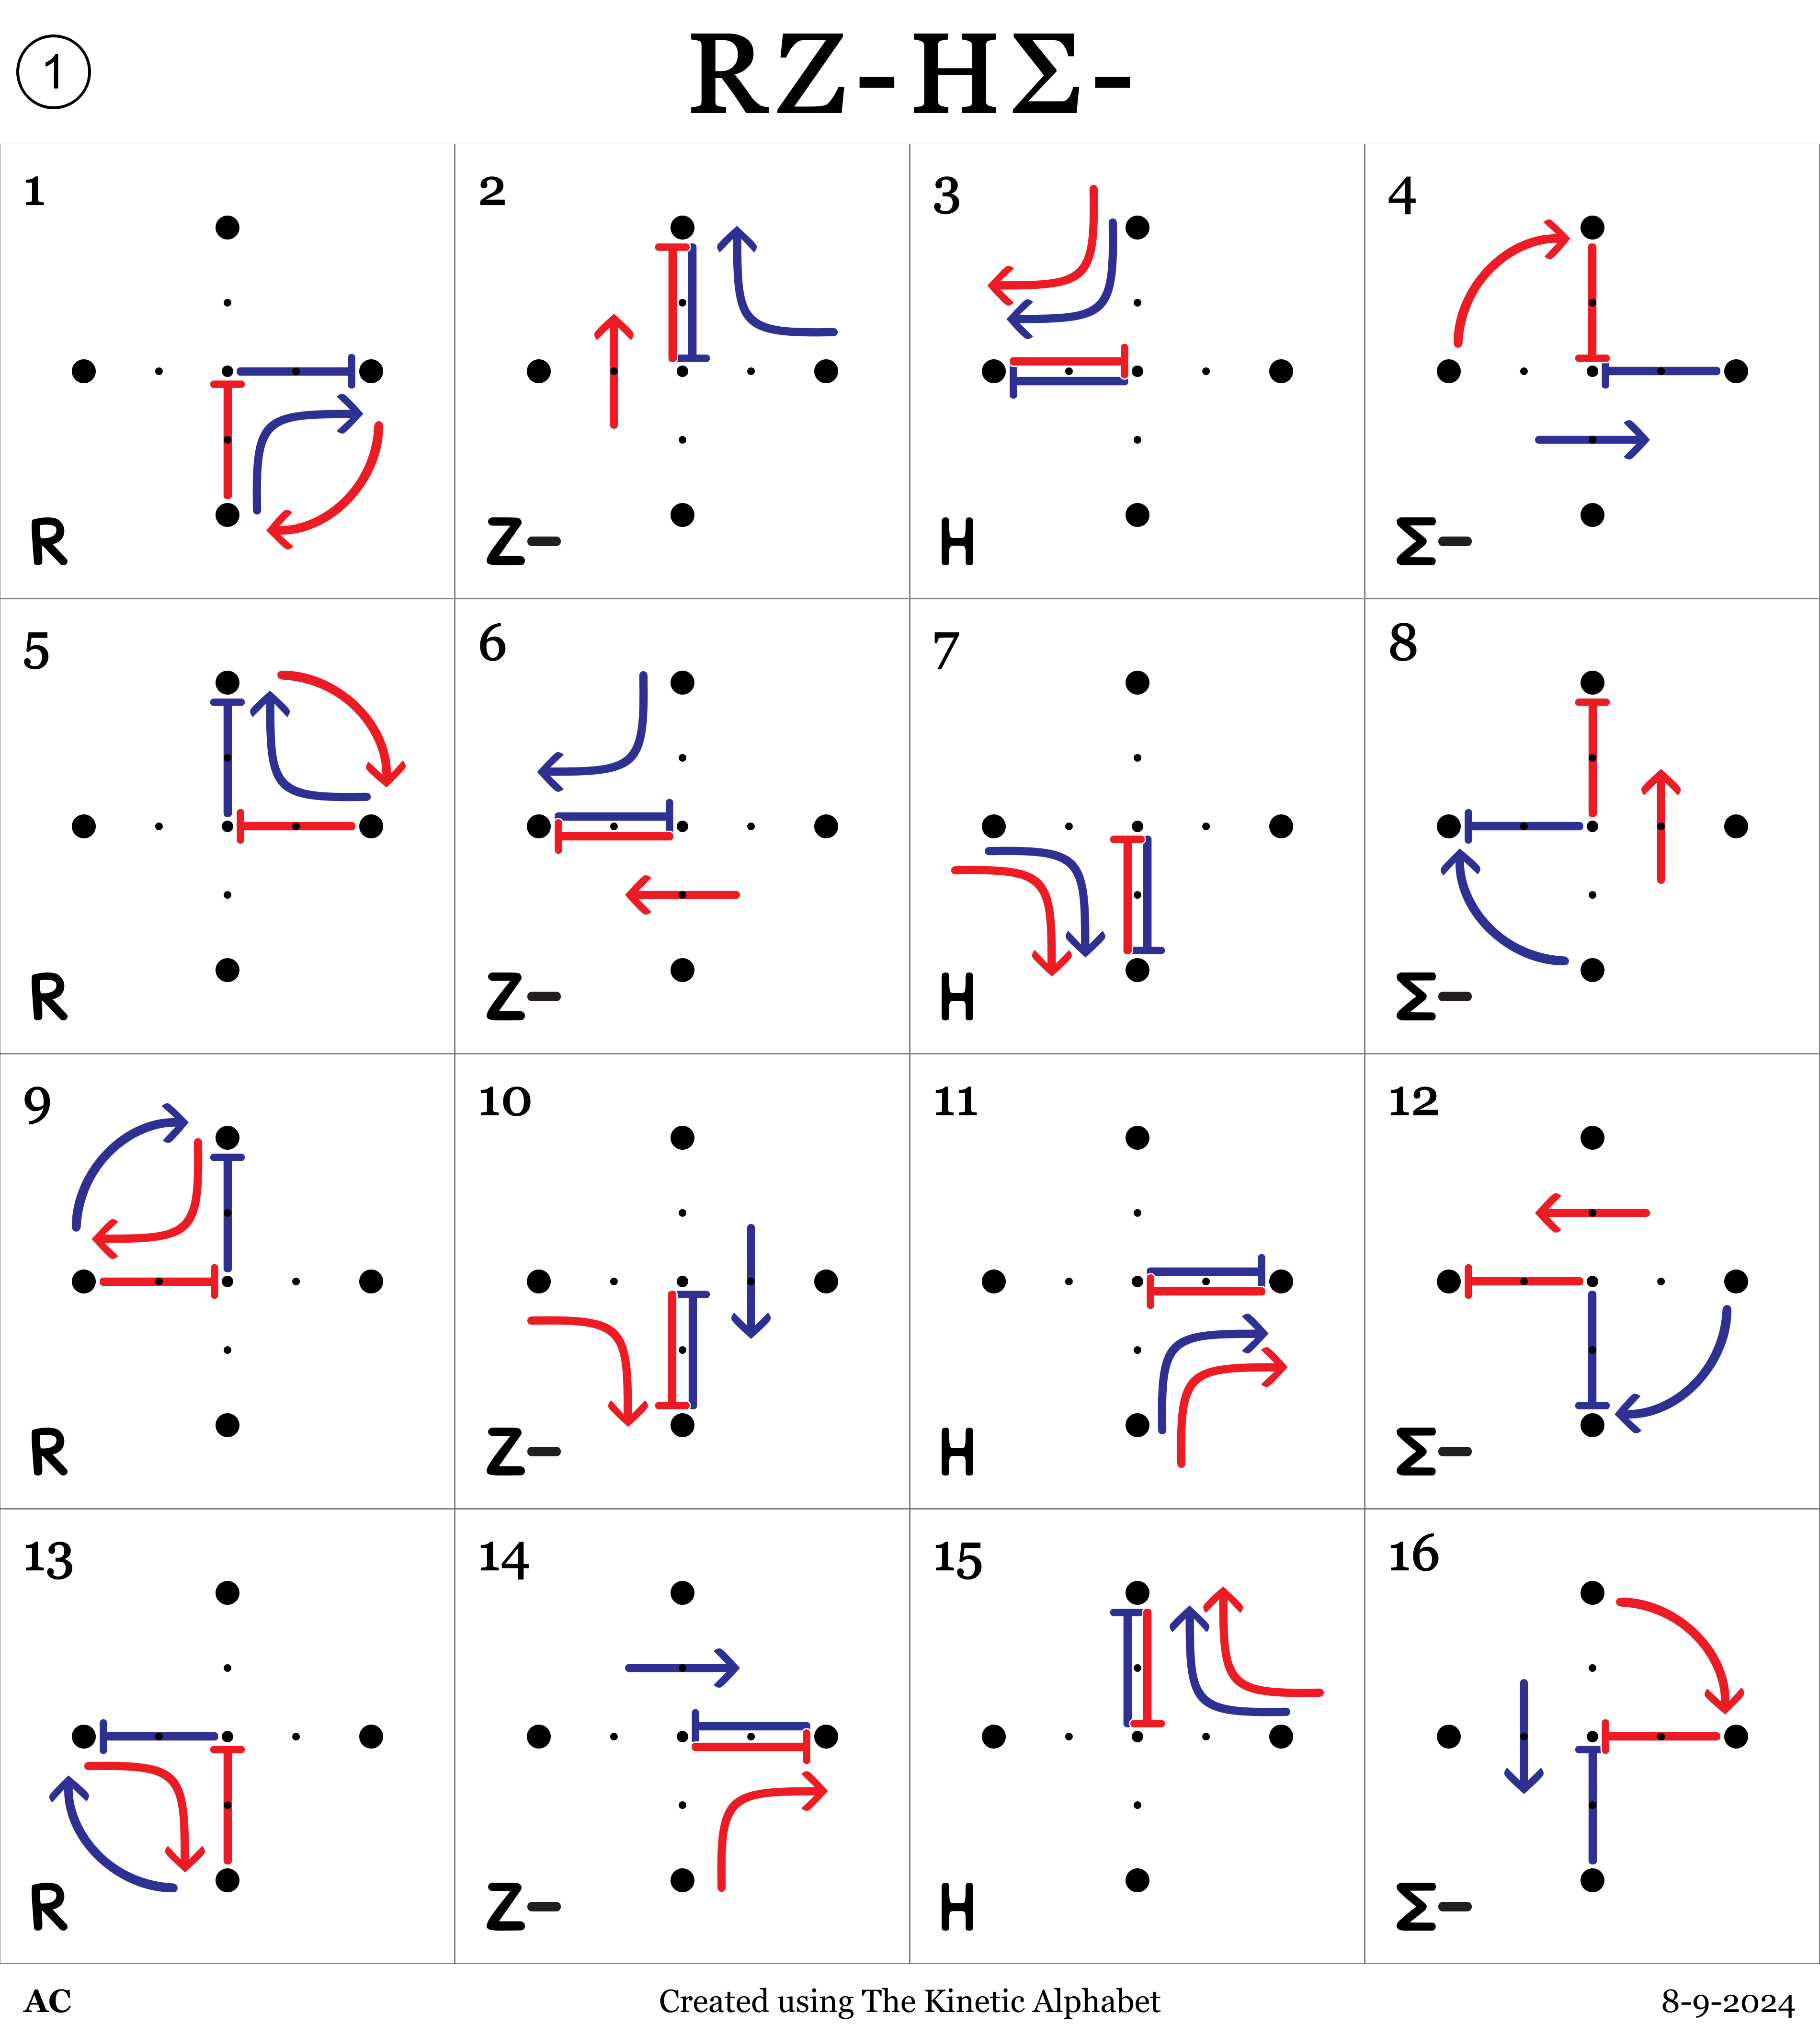 1
RZ-HΣ-
1
2
3
4
R
Z-
H
Σ-
5
6
7
8
R
Z-
H
Σ-
9
10
11
12
R
Z-
H
Σ-
13
14
15
16
R
Z-
H
Σ-
AC
Created using The Kinetic Alphabet
8-9-2024